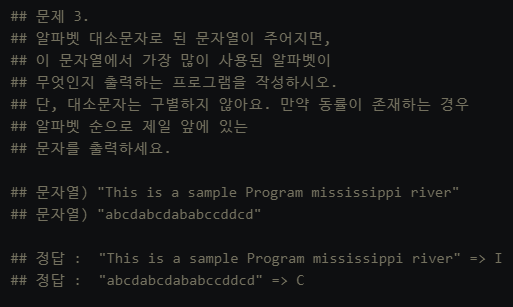 ## 문제 3.
## 알파벳 대소문자로 된 문자열이 주어지면,
## 이 문자열에서 가장 많이 사용된 알파벳이
## 무엇인지 출력하는 프로그램을 작성하시오.
## 단, 대소문자는 구별하지 않아요. 만약 동률이 존재하는 경우
## 알파벳 순으로 제일 앞에 있는
## 문자를 출력하세요.
## 문자열) "This is a sample Program mississippi river"
## 문자열) "abcdabcdababccddcd"
## 정답 :  "This is a sample Program mississippi river" => I
## 정답 :  "abcdabcdababccddcd" => C